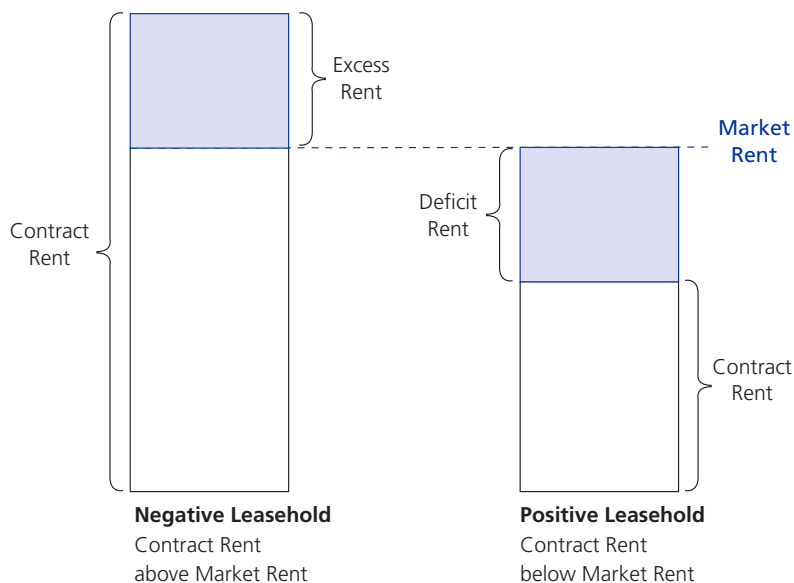 Excess
Rent
Market
Rent
Deficit
Rent
Contract
Rent
Contract
Rent
Negative Leasehold
Contract Rent
above Market Rent
Positive Leasehold
Contract Rent
below Market Rent